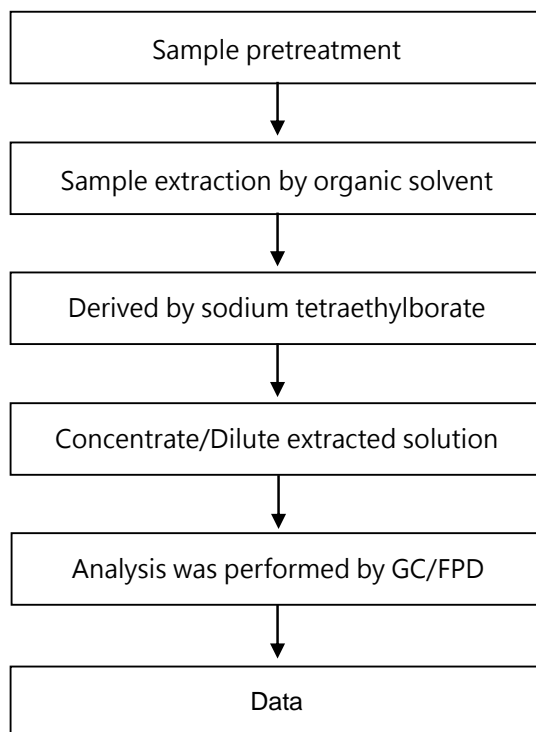 Sample pretreatment
Sample extraction by organic solvent
Derived by sodium tetraethylborate
Concentrate/Dilute extracted solution
Analysis was performed by GC/FPD
Data